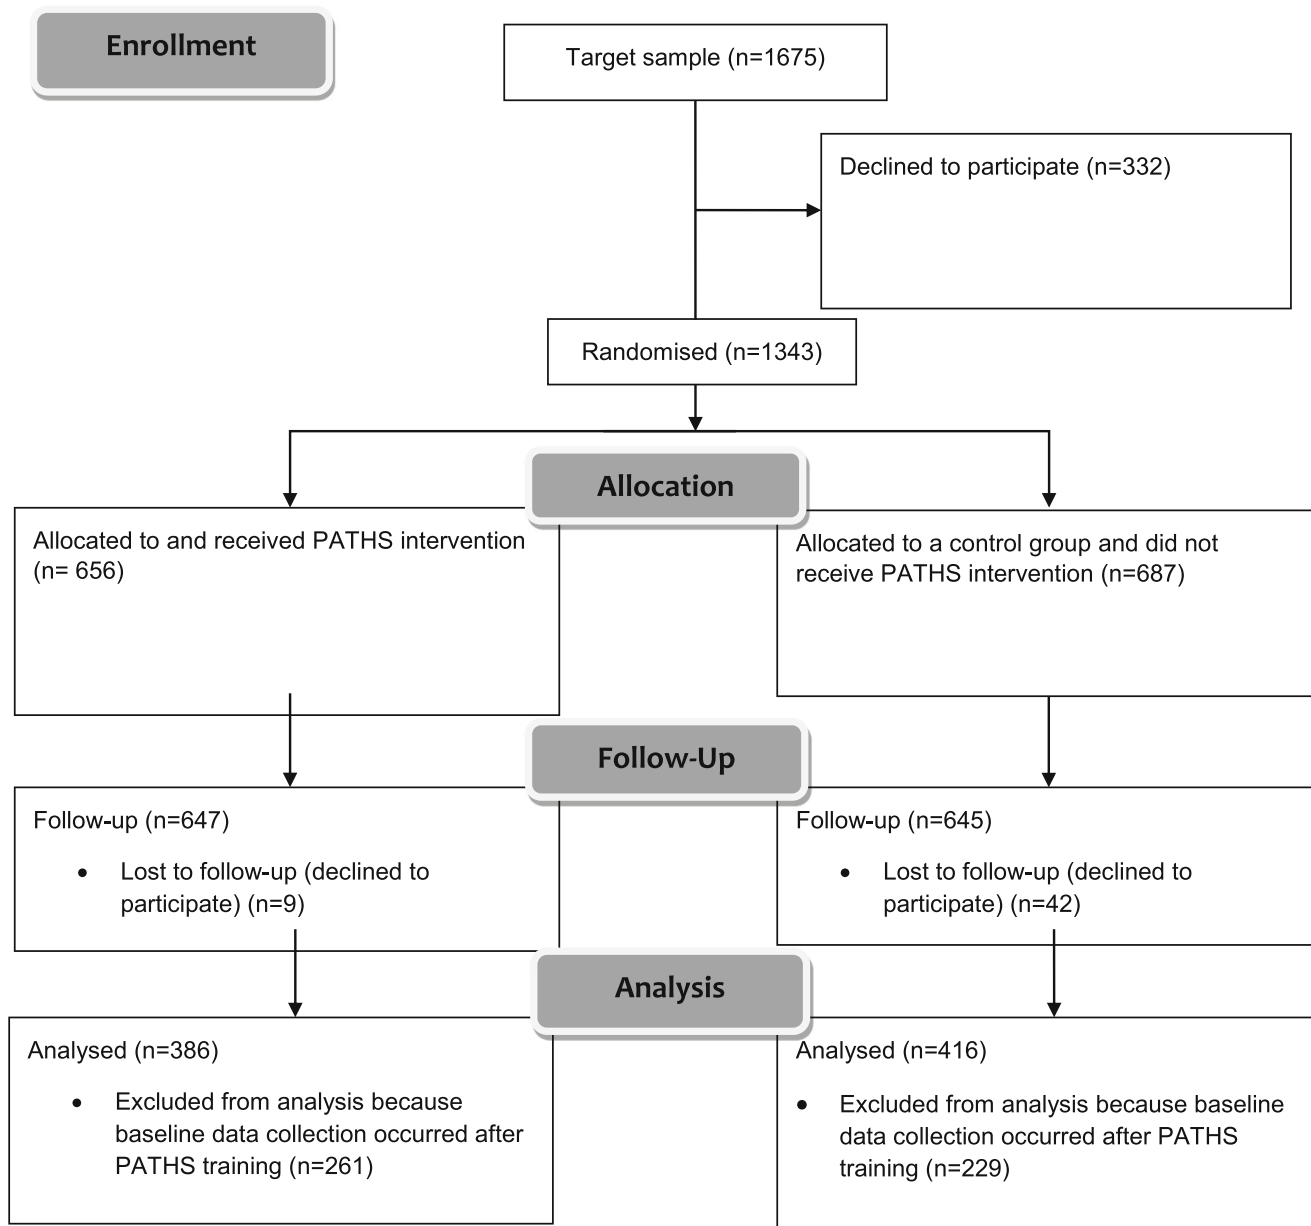 Enrollment
Target sample (n=1675)
Declined to participate (n=332)
Randomised (n=1343)
Allocation
Allocated to and received PATHS intervention
(n= 656)
Allocated to a control group and did not
receive PATHS intervention (n=687)
Follow-Up
Follow-up (n=647)
• Lost to follow-up (declined to
participate) (n=9)
Follow-up (n=645)
• Lost to follow-up (declined to
participate) (n=42)
Analysis
Analysed (n=386)
• Excluded from analysis because
baseline data collection occurred after
PATHS training (n=261)
Analysed (n=416)
• Excluded from analysis because baseline
data collection occurred after PATHS
training (n=229)